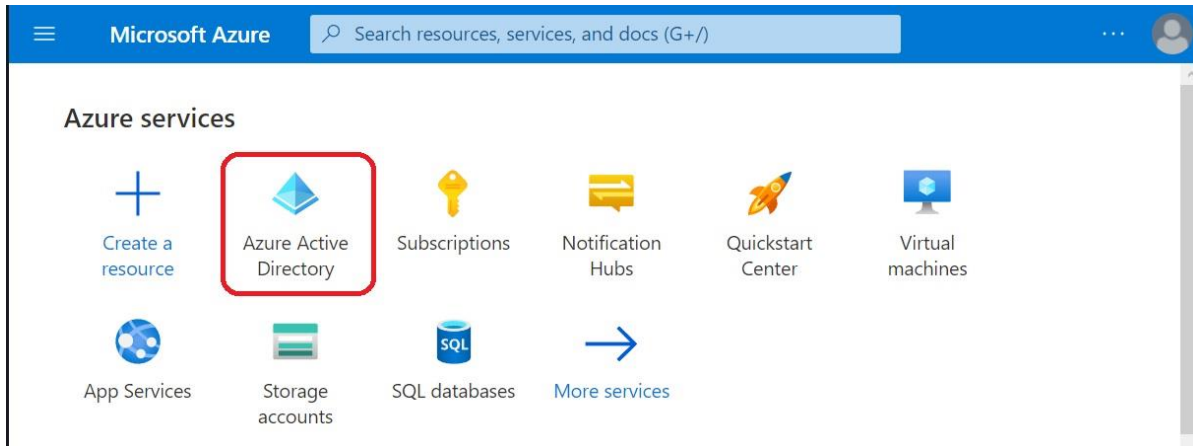 Microsoft Azure
Search resources, services, and docs (G+/)
...
Azure services
Create a
resource
Azure Active
Directory
Subscriptions
Notification
Hubs
Quickstart
Center
Virtual
machines
App Services
Storage
accounts
SQL
SQL databases
More services